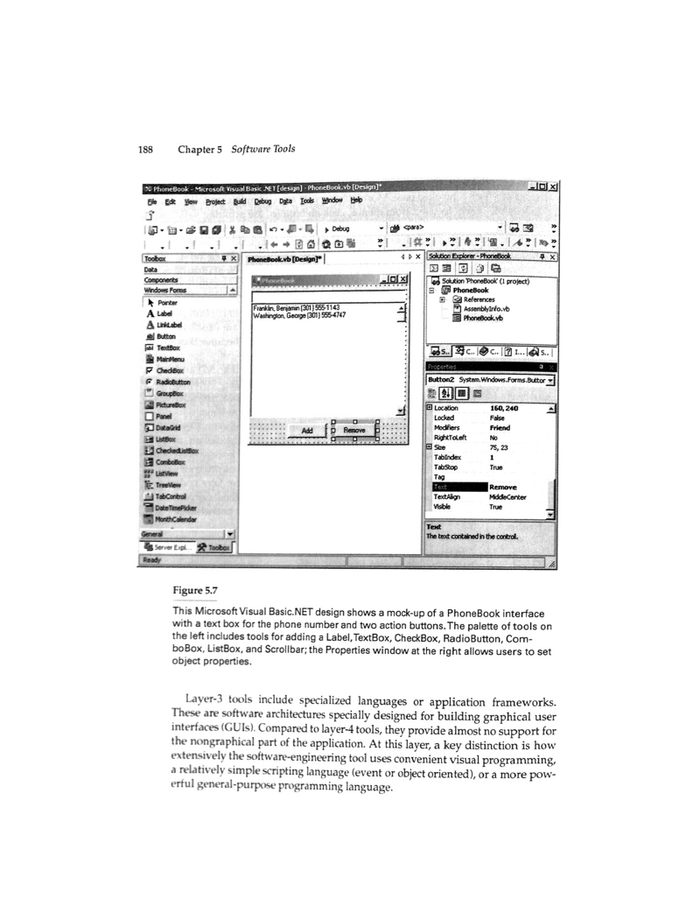 188 Chapter 5 Software Tools
PhoneBook - Microsoft Visual Basic .NET [design] - PhoneBook.vb [Design]*
File Edit View Project Build Debug Data Tools Window Help
Debug <para>
Toolbox
Data
Components
Windows Forms
Pointer
Label
LinkLabel
Button
TextBox
MainMenu
CheckBox
RadioButton
GroupBox
PictureBox
Panel
DataGrid
ListBox
CheckedListBox
ComboBox
ListView
TreeView
TabControl
DateTimePicker
MonthCalendar
General
Server Expl... Toolbox
Ready
PhoneBook.vb [Design]*
PhoneBook
Franklin, Benjamin (301) 555-1143
Washington, George (301) 555-4747
Add Remove
Solution Explorer - PhoneBook
Solution 'PhoneBook' (1 project)
PhoneBook
References
AssemblyInfo.vb
PhoneBook.vb
S.. C.. C.. I... S..
Properties
Button2 System.Windows.Forms.Button
Location 160, 240
Locked False
Modifiers Friend
RightToLeft No
Size 75, 23
TabIndex 1
TabStop True
Tag
Text Remove
TextAlign MiddleCenter
Visible True
Text
The text contained in the control.
Figure 5.7
This Microsoft Visual Basic.NET design shows a mock-up of a PhoneBook interface
with a text box for the phone number and two action buttons. The palette of tools on
the left includes tools for adding a Label, TextBox, CheckBox, RadioButton, Com-
boBox, ListBox, and Scrollbar; the Properties window at the right allows users to set
object properties.
Layer-3 tools include specialized languages or application frameworks.
These are software architectures specially designed for building graphical user
interfaces (GUIs). Compared to layer-4 tools, they provide almost no support for
the nongraphical part of the application. At this layer, a key distinction is how
extensively the software-engineering tool uses convenient visual programming,
a relatively simple scripting language (event or object oriented), or a more pow-
erful general-purpose programming language.